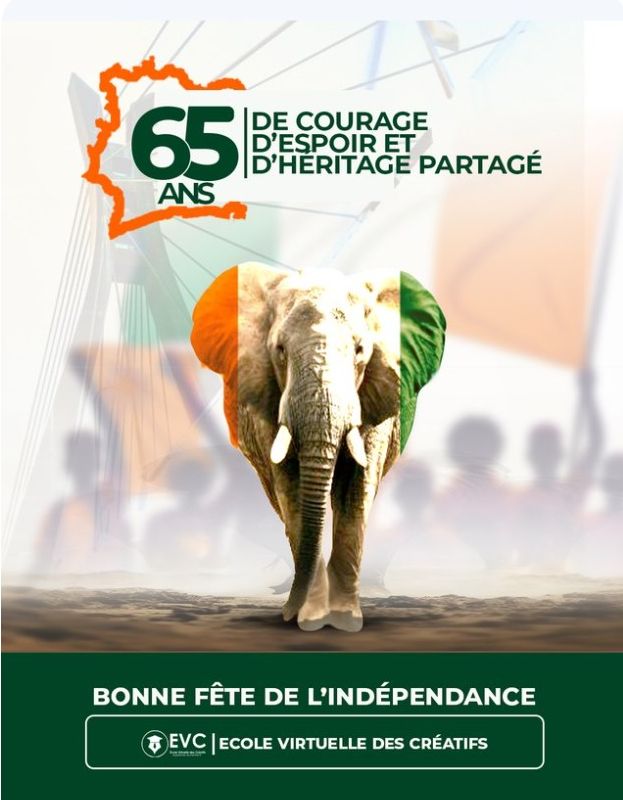 65
ANS
DE COURAGE
D'ESPOIR ET
D'HÉRITAGE PARTAGÉ
BONNE FÊTE DE L'INDÉPENDANCE
EVC
ECOLE VIRTUELLE DES CRÉATIFS